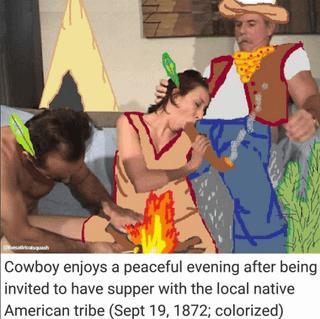 @thesaltiralsquash
Cowboy enjoys a peaceful evening after being
invited to have supper with the local native
American tribe (Sept 19, 1872; colorized)